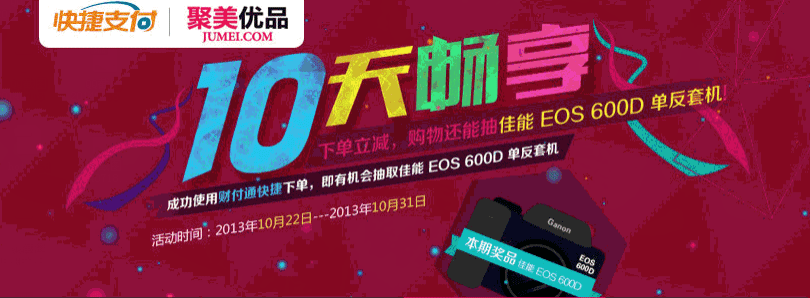 快捷支付
聚美优品
JUMEI.COM
10天畅享
下单立减，购物还能抽佳能 EOS 600D 单反套机
成功使用财付通快捷下单，即有机会抽取佳能 EOS 600D 单反套机
活动时间：2013年10月22日---2013年10月31日
Ganon
EOS
600D
本期奖品 佳能 EOS 600D